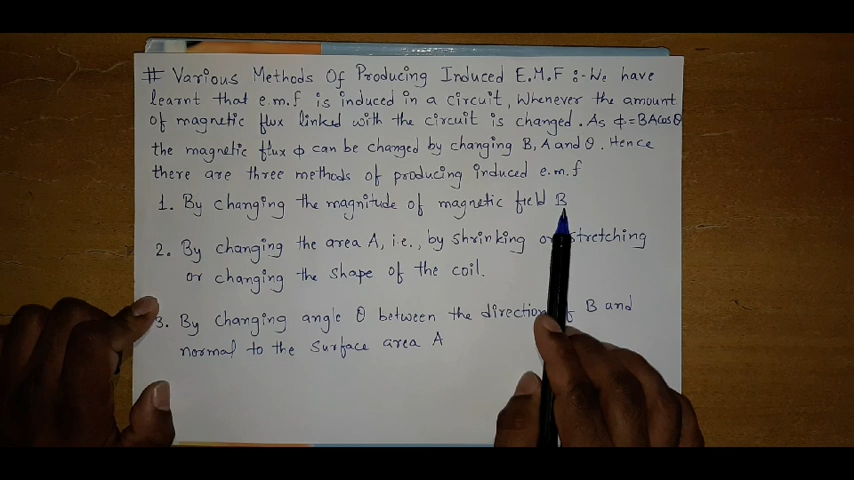 # Various Methods Of Producing Induced E.M.F :- We have
learnt that e.m.f is induced in a circuit, Whenever the amount
of magnetic flux linked with the circuit is changed. As ϕ=BAcosθ
the magnetic flux ϕ can be changed by changing B, A and θ. Hence
there are three methods of producing induced e.m.f
1. By changing the magnitude of magnetic field B
2. By changing the area A, i.e., by shrinking or stretching
or changing the shape of the coil.
3. By changing angle θ between the direction of B and
normal to the surface area A